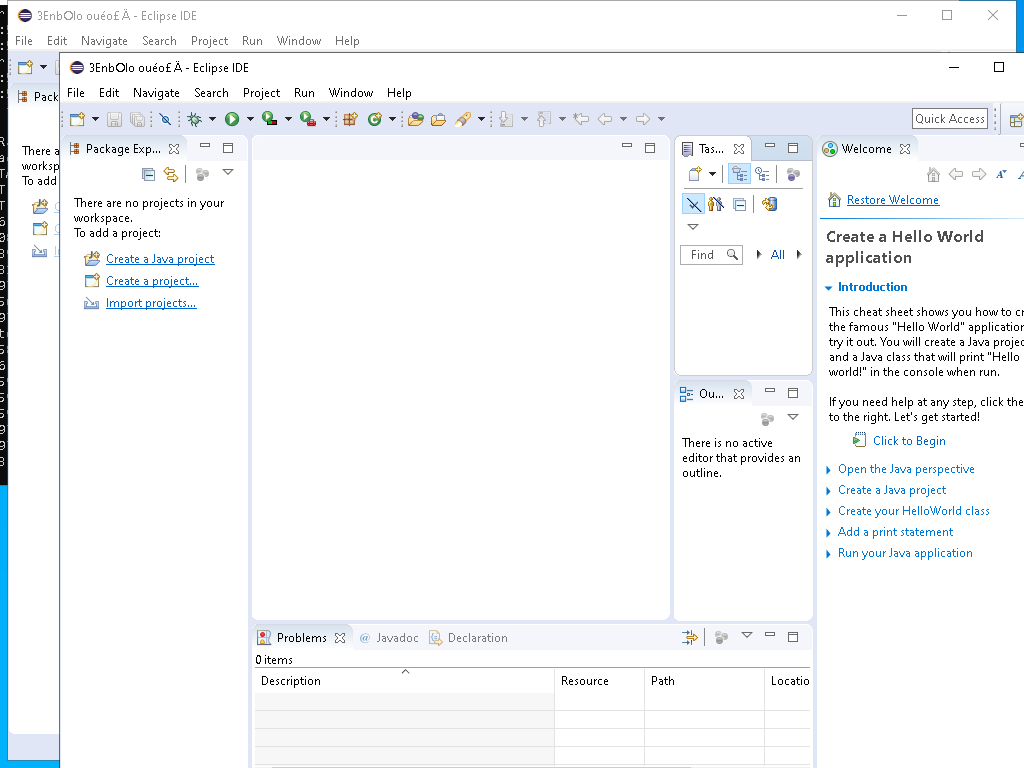 3EnbOlo ouéo£Ä - Eclipse IDE
File Edit Navigate Search Project Run Window Help
Pack
There a
worksp
To add
3EnbOlo ouéo£Ä - Eclipse IDE
File Edit Navigate Search Project Run Window Help
Quick Access
Package Exp...
There are no projects in your
workspace.
To add a project:
Create a Java project
Create a project...
Import projects...
Tas...
Find
All
Ou...
There is no active
editor that provides an
outline.
Welcome
Restore Welcome
Create a Hello World
application
Introduction
This cheat sheet shows you how to cr
the famous "Hello World" application
try it out. You will create a Java projec
and a Java class that will print "Hello
world!" in the console when run.
If you need help at any step, click the
to the right. Let's get started!
Click to Begin
Open the Java perspective
Create a Java project
Create your HelloWorld class
Add a print statement
Run your Java application
Problems @ Javadoc Declaration
0 items
Description Resource Path Locatio